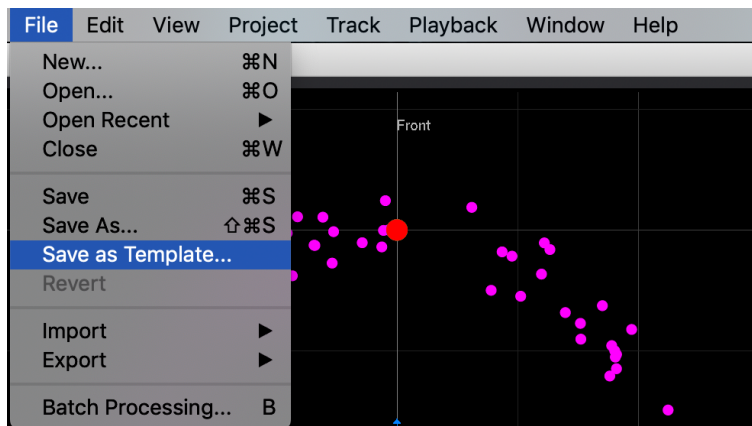 File Edit View Project Track Playback Window Help
New... ⌘N
Open... ⌘O
Open Recent ▶
Close ⌘W
Save ⌘S
Save As... ⇧⌘S
Save as Template...
Revert
Import ▶
Export ▶
Batch Processing... B
Front